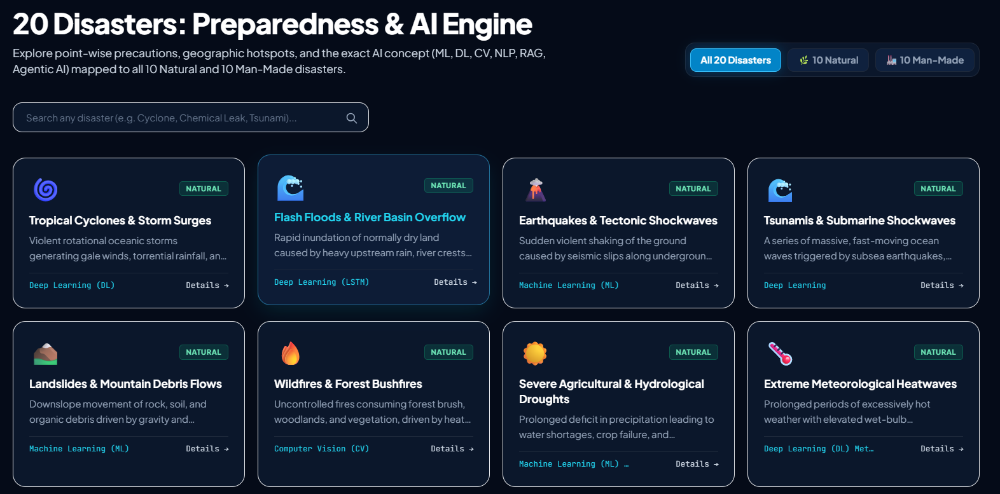 20 Disasters: Preparedness & AI Engine
Explore point-wise precautions, geographic hotspots, and the exact AI concept (ML, DL, CV, NLP, RAG,
Agentic AI) mapped to all 10 Natural and 10 Man-Made disasters.
All 20 Disasters
10 Natural
10 Man-Made
Search any disaster (e.g. Cyclone, Chemical Leak, Tsunami)...
NATURAL
Tropical Cyclones & Storm Surges
Violent rotational oceanic storms
generating gale winds, torrential rainfall, an...
Deep Learning (DL)
Details →
NATURAL
Flash Floods & River Basin Overflow
Rapid inundation of normally dry land
caused by heavy upstream rain, river crests...
Deep Learning (LSTM)
Details →
NATURAL
Earthquakes & Tectonic Shockwaves
Sudden violent shaking of the ground
caused by seismic slips along undergroun...
Machine Learning (ML)
Details →
NATURAL
Tsunamis & Submarine Shockwaves
A series of massive, fast-moving ocean
waves triggered by subsea earthquakes,...
Deep Learning
Details →
NATURAL
Landslides & Mountain Debris Flows
Downslope movement of rock, soil, and
organic debris driven by gravity and...
Machine Learning (ML)
Details →
NATURAL
Wildfires & Forest Bushfires
Uncontrolled fires consuming forest brush,
woodlands, and vegetation, driven by heat...
Computer Vision (CV)
Details →
NATURAL
Severe Agricultural & Hydrological
Droughts
Prolonged deficit in precipitation leading to
water shortages, crop failure, and...
Machine Learning (ML) …
Details →
NATURAL
Extreme Meteorological Heatwaves
Prolonged periods of excessively hot
weather with elevated wet-bulb...
Deep Learning (DL) Met…
Details →